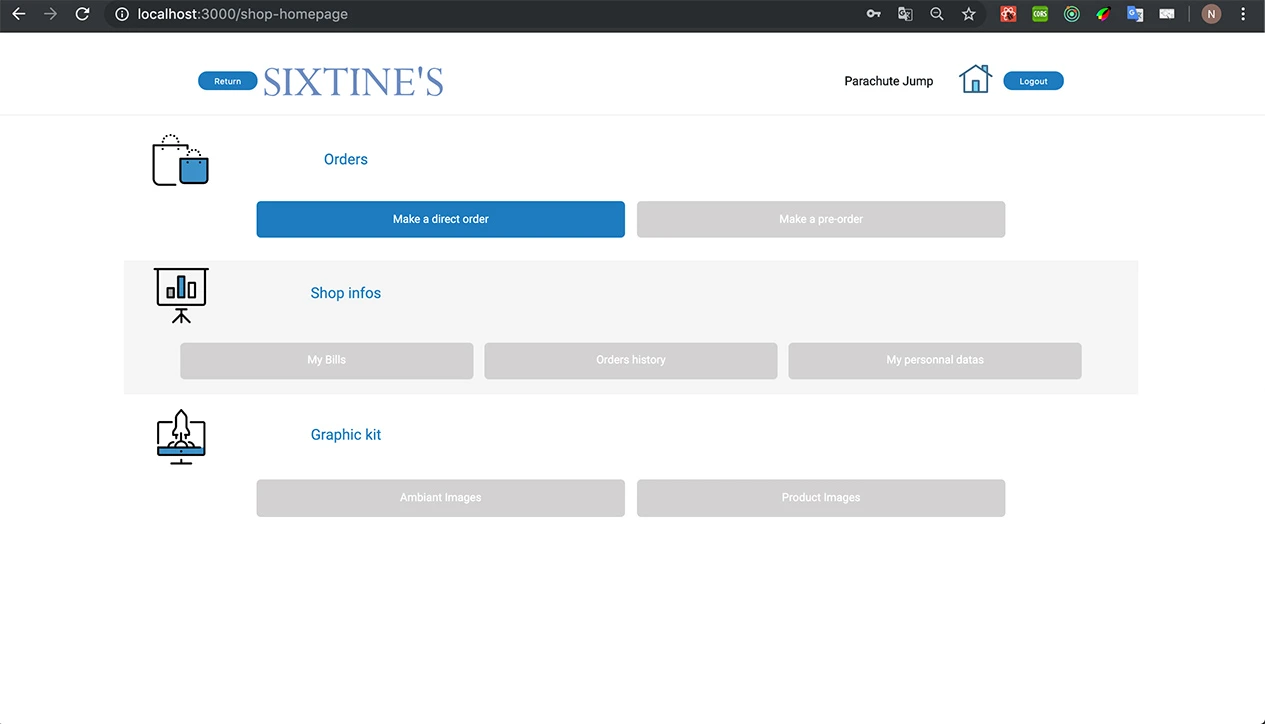 localhost:3000/shop-homepage
CORS
N
Return
SIXTINE'S
Parachute Jump
Logout
Orders
Make a direct order
Make a pre-order
Shop infos
My Bills
Orders history
My personnal datas
Graphic kit
Ambiant Images
Product Images